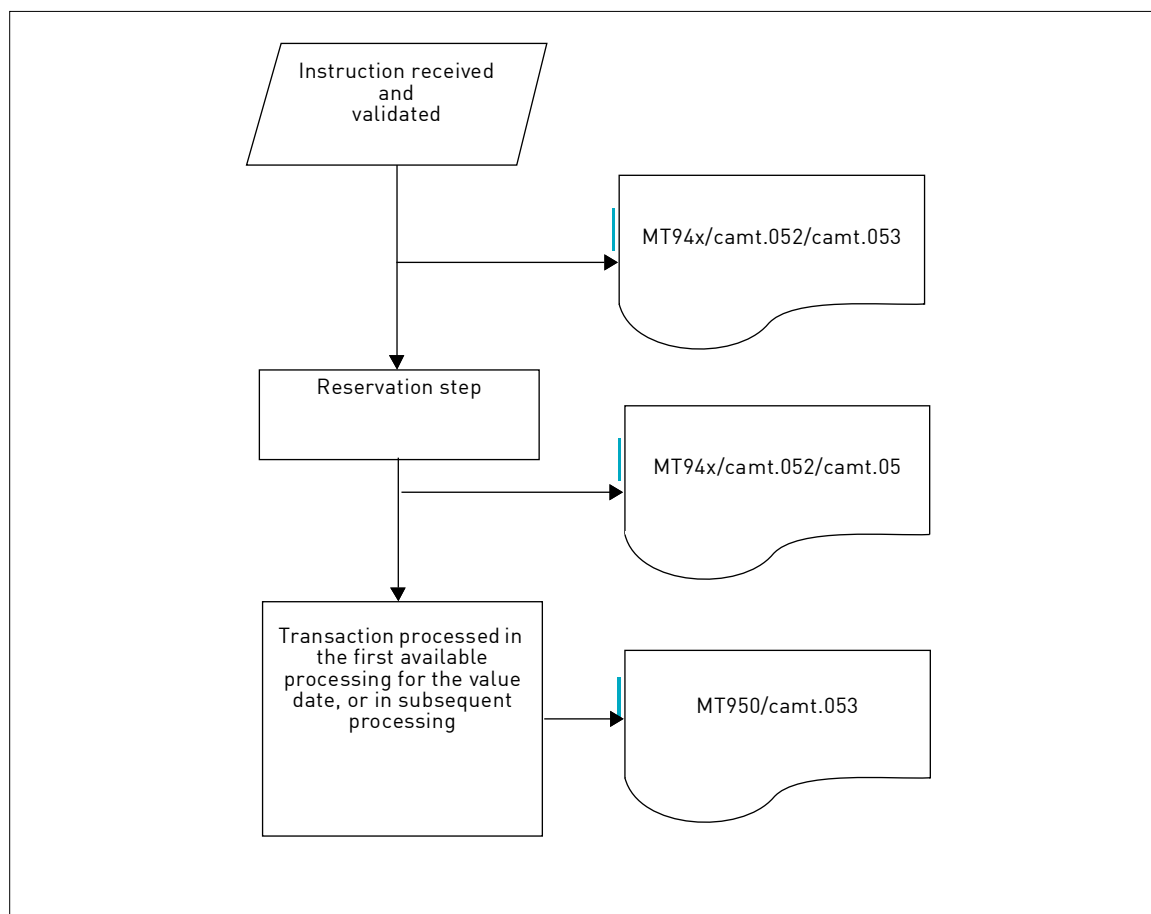 Instruction received
and
validated
MT94x/camt.052/camt.053
Reservation step
MT94x/camt.052/camt.05
Transaction processed in
the first available
processing for the value
date, or in subsequent
processing
MT950/camt.053